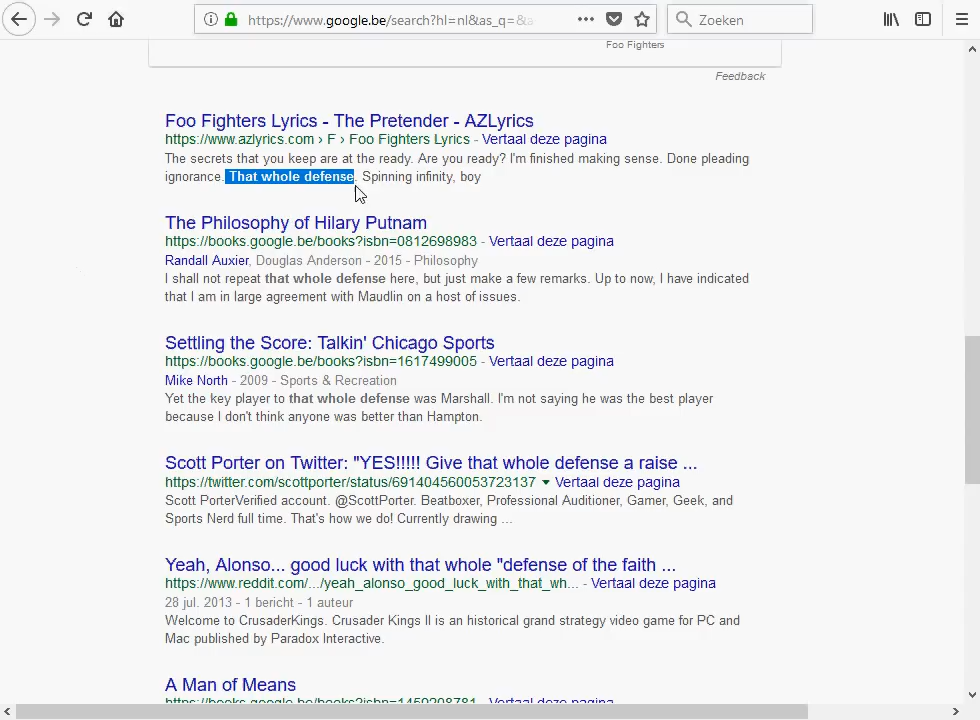 https://www.google.be/search?hl=nl&as_q=&
Zoeken
Foo Fighters
Feedback
Foo Fighters Lyrics - The Pretender - AZLyrics
https://www.azlyrics.com › F › Foo Fighters Lyrics - Vertaal deze pagina
The secrets that you keep are at the ready. Are you ready? I'm finished making sense. Done pleading
ignorance. That whole defense. Spinning infinity, boy
The Philosophy of Hilary Putnam
https://books.google.be/books?isbn=0812698983 - Vertaal deze pagina
Randall Auxier, Douglas Anderson - 2015 - Philosophy
I shall not repeat that whole defense here, but just make a few remarks. Up to now, I have indicated
that I am in large agreement with Maudlin on a host of issues.
Settling the Score: Talkin' Chicago Sports
https://books.google.be/books?isbn=1617499005 - Vertaal deze pagina
Mike North - 2009 - Sports & Recreation
Yet the key player to that whole defense was Marshall. I'm not saying he was the best player
because I don't think anyone was better than Hampton.
Scott Porter on Twitter: "YES!!!!! Give that whole defense a raise ...
https://twitter.com/scottporter/status/691404560053723137 ▾ Vertaal deze pagina
Scott PorterVerified account. @ScottPorter. Beatboxer, Professional Auditioner, Gamer, Geek, and
Sports Nerd full time. That's how we do! Currently drawing ...
Yeah, Alonso... good luck with that whole "defense of the faith ...
https://www.reddit.com/.../yeah_alonso_good_luck_with_that_wh... - Vertaal deze pagina
28 jul. 2013 - 1 bericht - 1 auteur
Welcome to CrusaderKings. Crusader Kings II is an historical grand strategy video game for PC and
Mac published by Paradox Interactive.
A Man of Means
https://books.google.be/books?isbn=1459208781 - Vertaal deze pagina